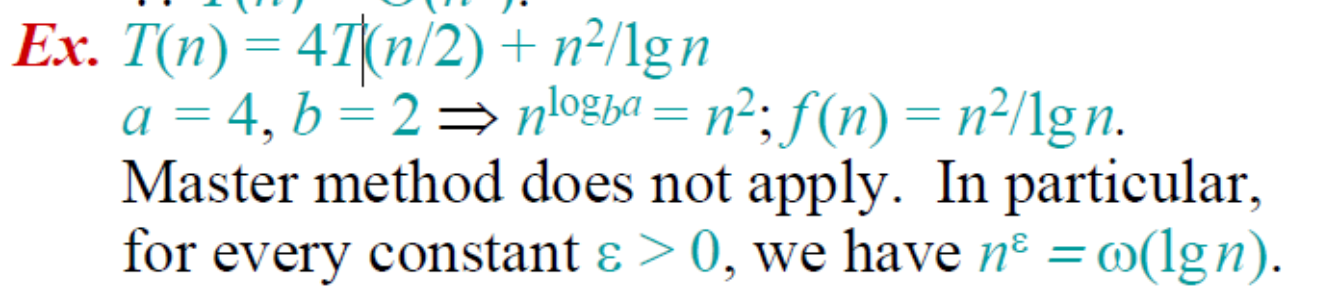 Ex. T(n) = 4T(n/2) + n²/lg n
a = 4, b = 2 ⇒ n^(log_b a) = n²; f(n) = n²/lg n.
Master method does not apply. In particular,
for every constant ε > 0, we have n^ε = ω(lg n).